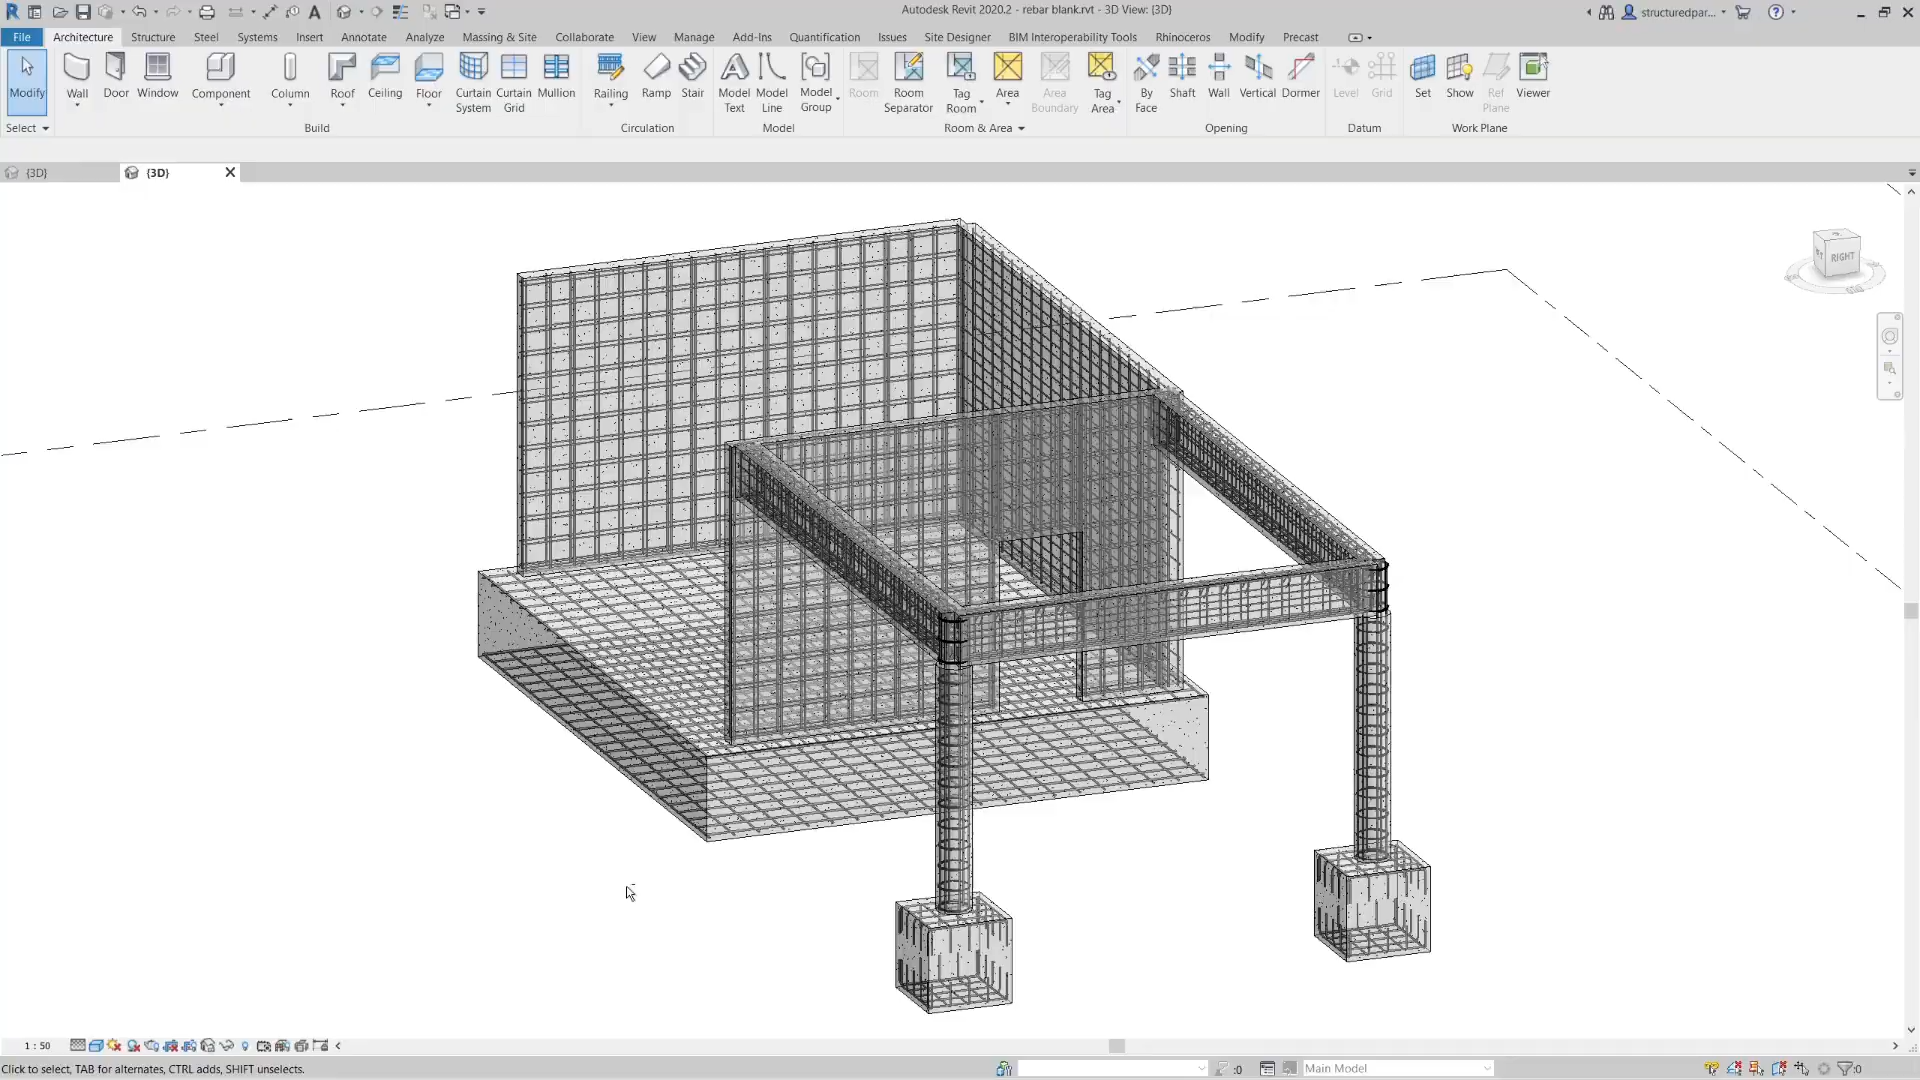 Autodesk Revit 2020.2 - rebar blank.rvt - 3D View: {3D}
structuredpar...
File Architecture Structure Steel Systems Insert Annotate Analyze Massing & Site Collaborate View Manage Add-Ins Quantification Issues Site Designer BIM Interoperability Tools Rhinoceros Modify Precast
Modify Wall Door Window Component Column Roof Ceiling Floor Curtain System Curtain Grid Mullion Railing Ramp Stair Model Text Model Line Model Group Room Room Separator Tag Room Area Area Boundary Tag Area By Face Shaft Wall Vertical Dormer Level Grid Set Show Ref Plane Viewer
Select Build Circulation Model Room & Area Opening Datum Work Plane
{3D} {3D}
RIGHT
1 : 50
Click to select, TAB for alternates, CTRL adds, SHIFT unselects.
:0
Main Model
:0